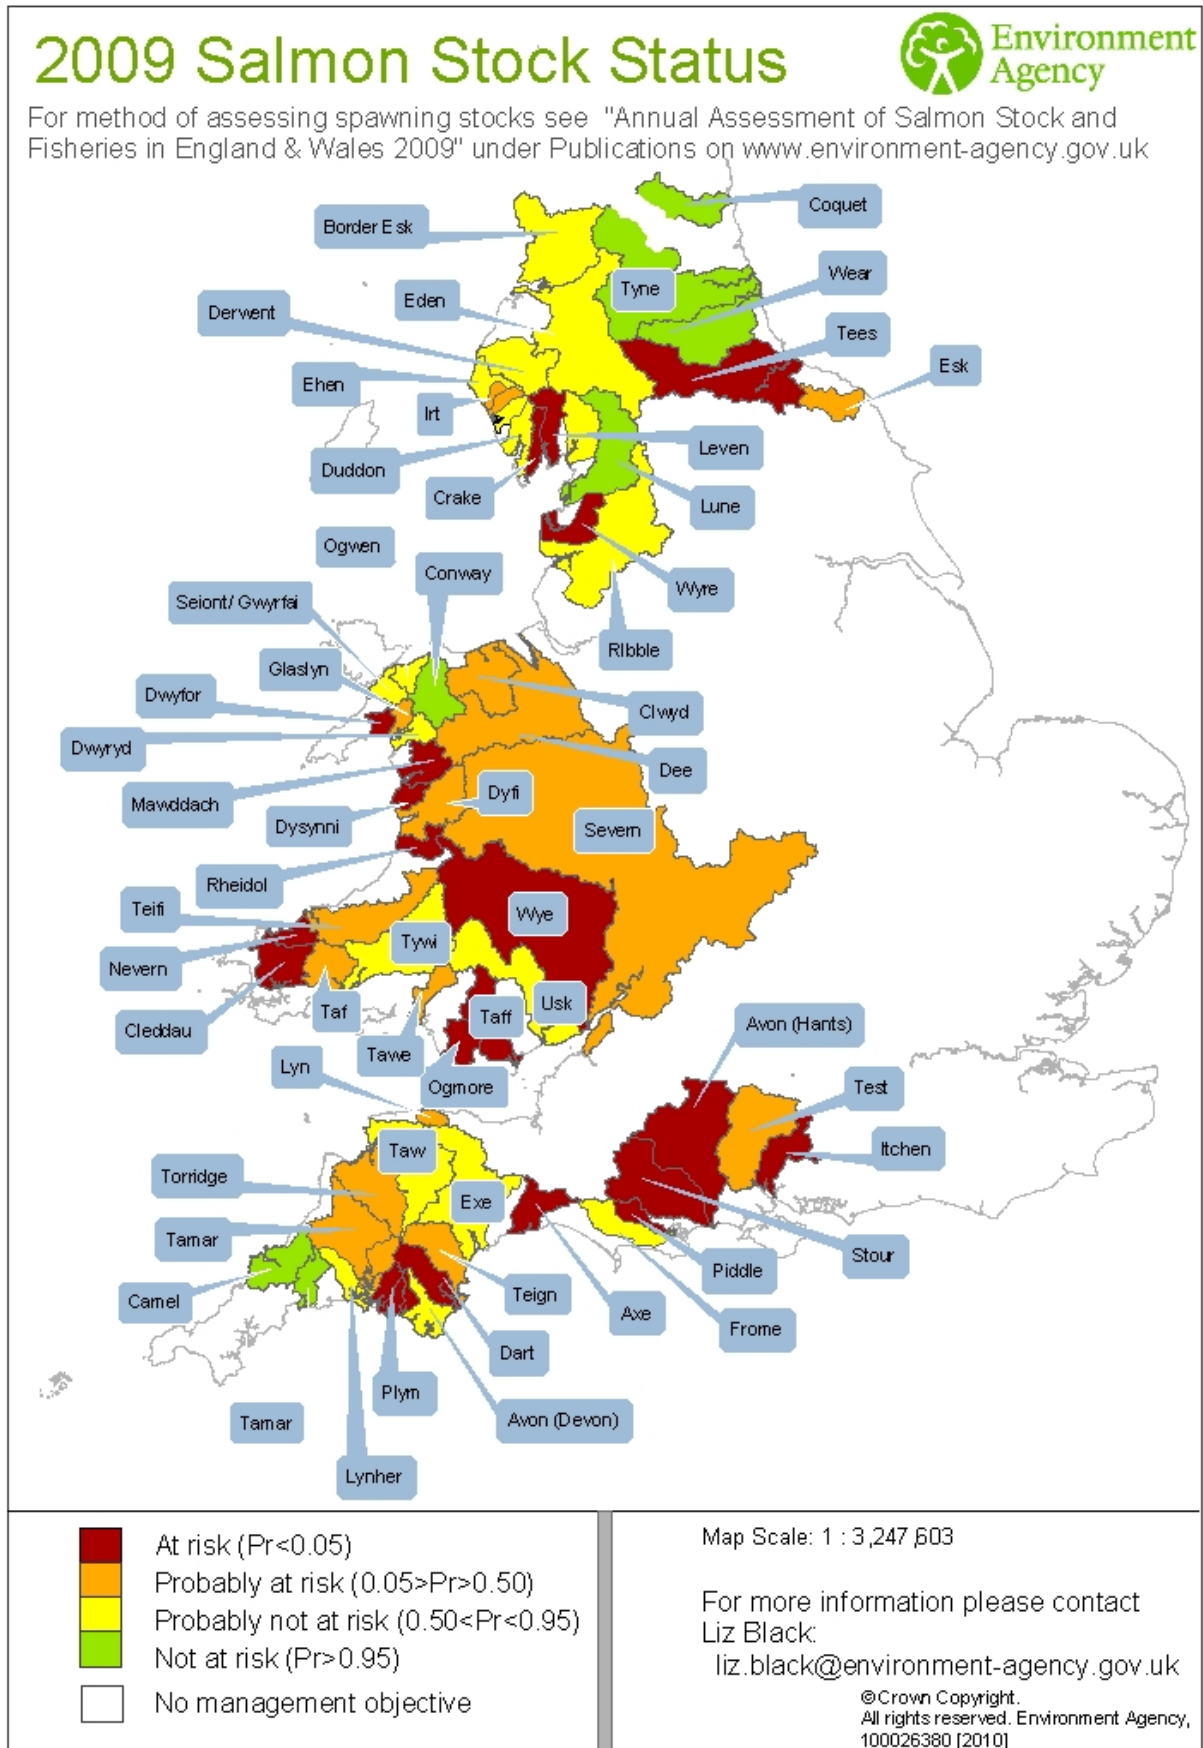 2009 Salmon Stock Status
Environment
Agency
For method of assessing spawning stocks see "Annual Assessment of Salmon Stock and
Fisheries in England & Wales 2009" under Publications on www.environment-agency.gov.uk
Coquet
Border Esk
Wear
Tyne
Eden
Derwent
Tees
Esk
Ehen
Irt
Leven
Duddon
Crake
Lune
Ogwen
Conway
Wyre
Seiont/ Gwyrfai
RIbble
Glaslyn
Dwyfor
Clwyd
Dwyryd
Dee
Mawddach
Dyfi
Dysynni
Severn
Rheidol
Teifi
Wye
Tywi
Nevern
Usk
Taf
Taff
Cleddau
Avon (Hants)
Tawe
Lyn
Ogmore
Test
Taw
Itchen
Torridge
Exe
Tamar
Stour
Piddle
Camel
Teign
Axe
Frome
Dart
Plym
Tamar
Avon (Devon)
Lynher
At risk (Pr<0.05)
Probably at risk (0.05>Pr>0.50)
Probably not at risk (0.50<Pr<0.95)
Not at risk (Pr>0.95)
No management objective
Map Scale: 1 : 3,247,603
For more information please contact
Liz Black:
liz.black@environment-agency.gov.uk
©Crown Copyright.
All rights reserved. Environment Agency,
100026380 [2010]